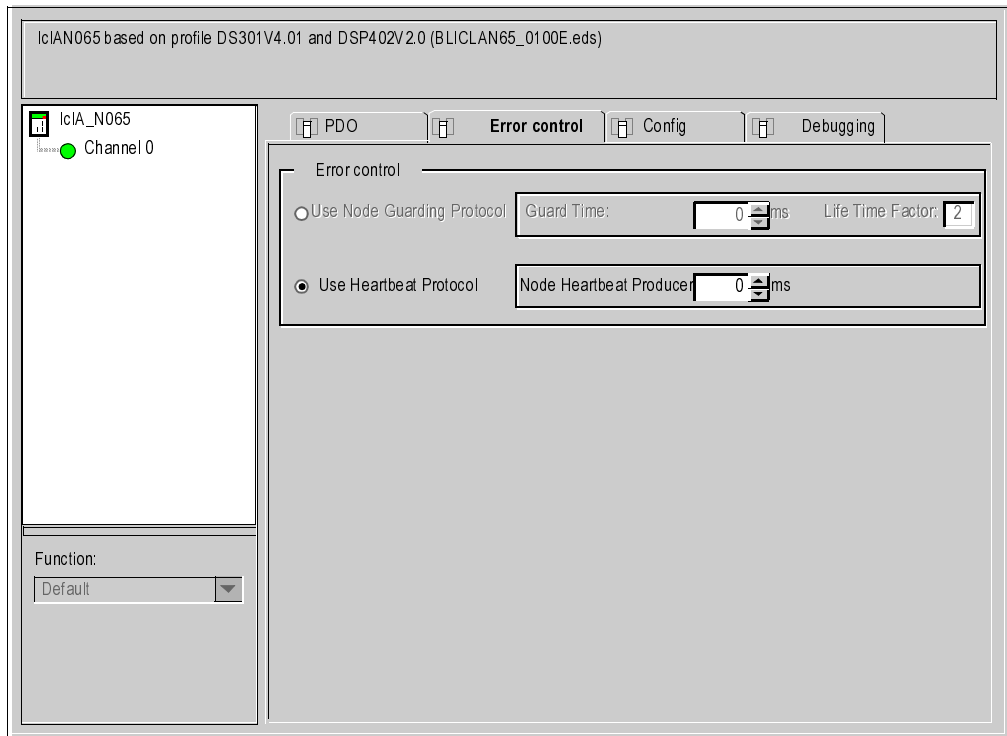 IclAN065 based on profile DS301V4.01 and DSP402V2.0 (BLICLAN65_0100E.eds)
IclA_N065
Channel 0
PDO
Error control
Config
Debugging
Error control
Use Node Guarding Protocol
Guard Time:
0
ms
Life Time Factor:
2
Use Heartbeat Protocol
Node Heartbeat Producer
0
ms
Function:
Default